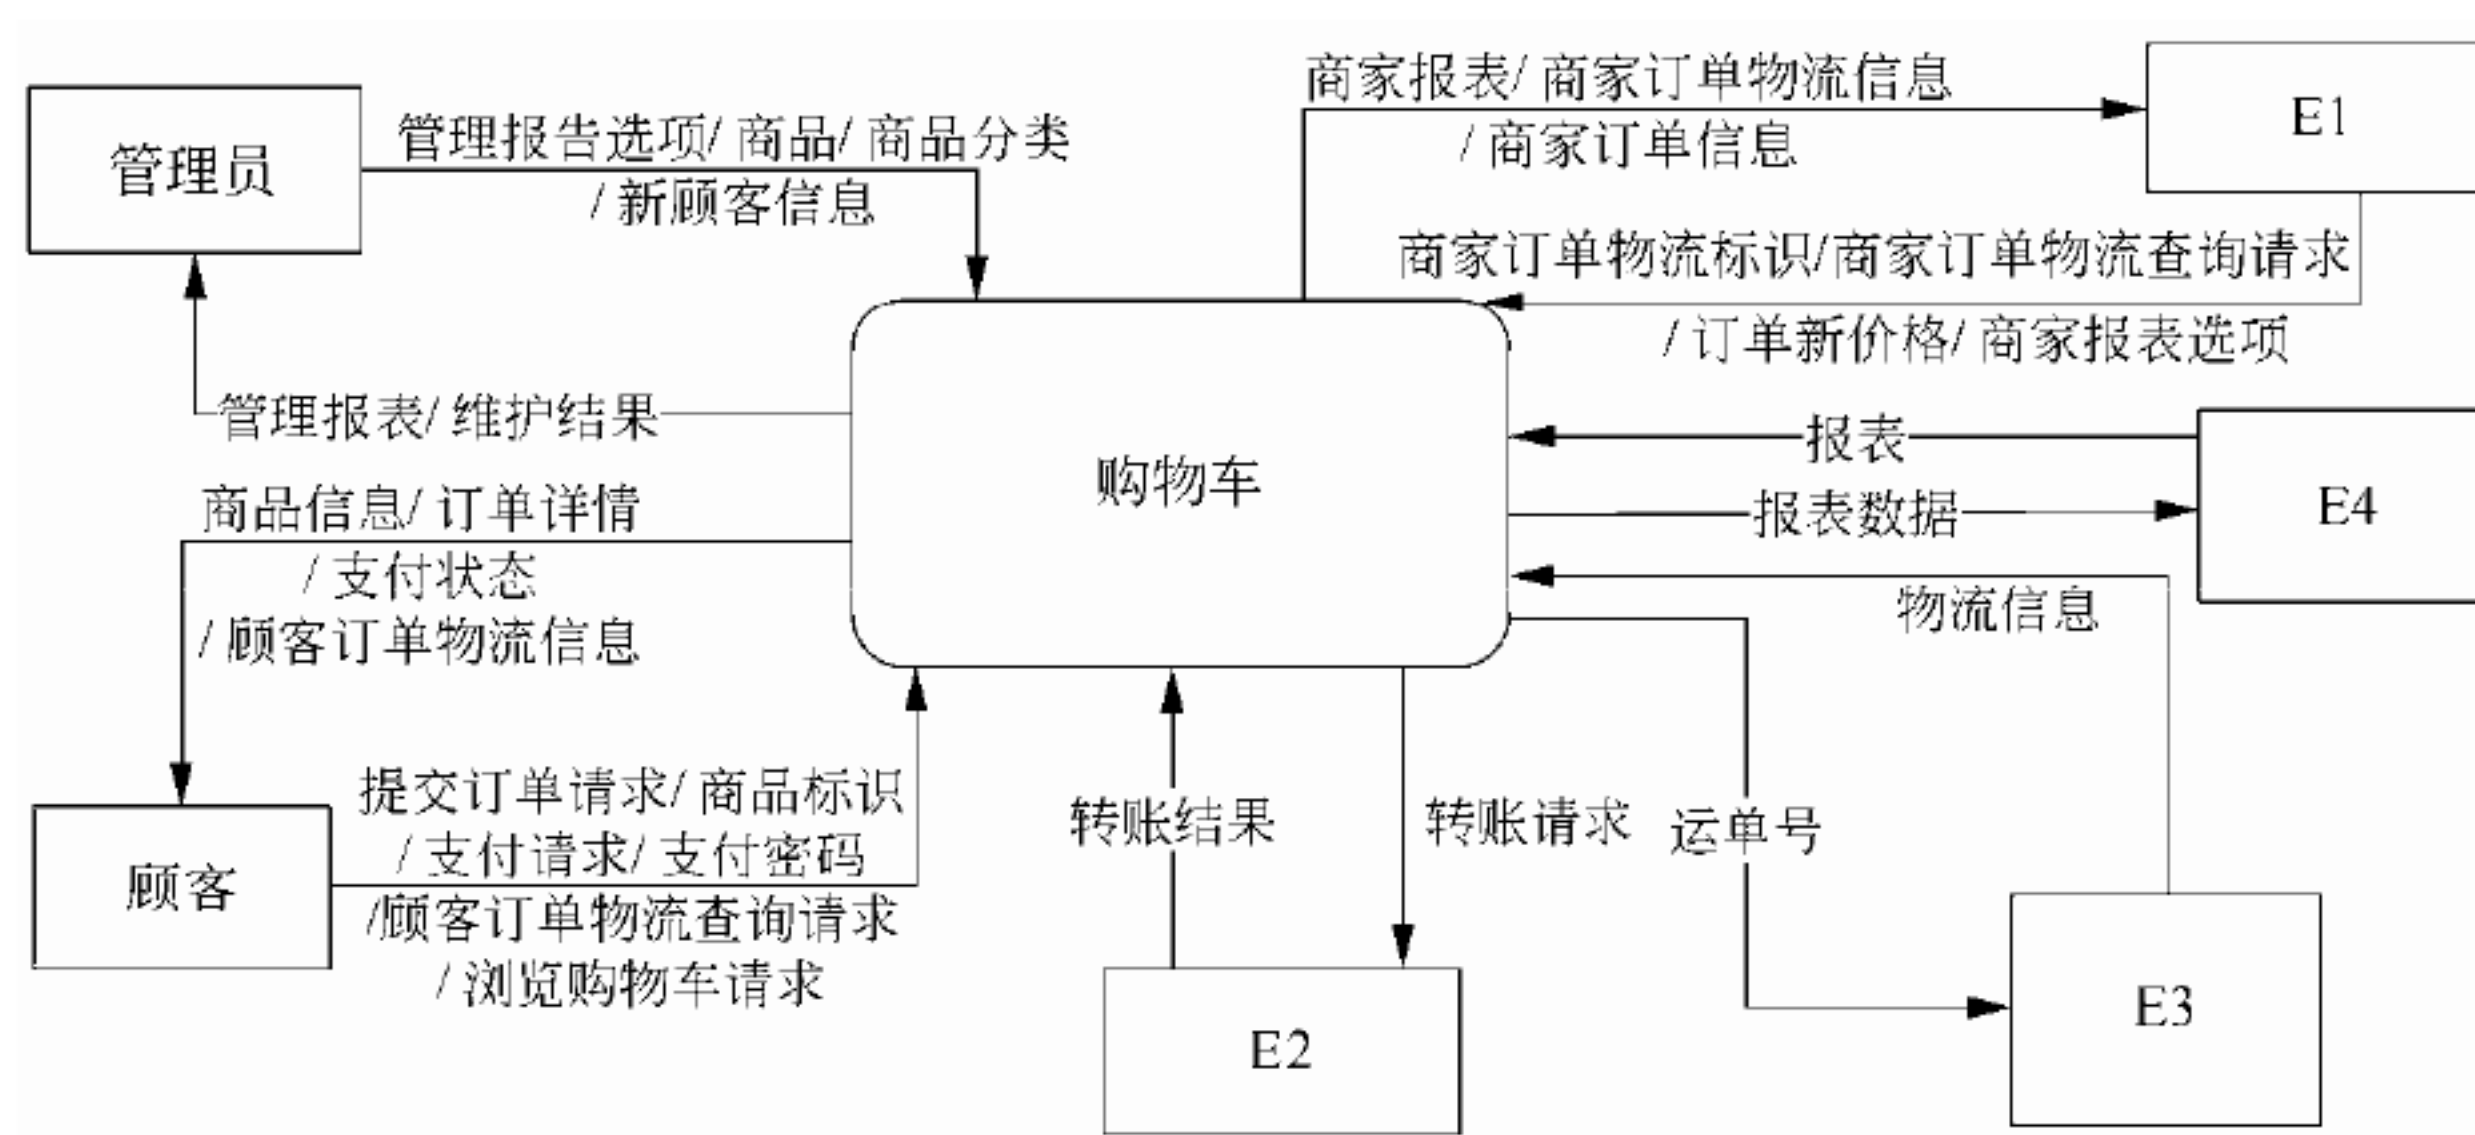 商家报表/ 商家订单物流信息
/ 商家订单信息
E1
管理员
管理报告选项/ 商品/ 商品分类
/ 新顾客信息
商家订单物流标识/商家订单物流查询请求
/ 订单新价格/ 商家报表选项
管理报表/ 维护结果
购物车
报表
报表数据
E4
商品信息/ 订单详情
/ 支付状态
/ 顾客订单物流信息
物流信息
顾客
提交订单请求/ 商品标识
/ 支付请求/ 支付密码
/顾客订单物流查询请求
/ 浏览购物车请求
转账结果
转账请求
运单号
E2
E3